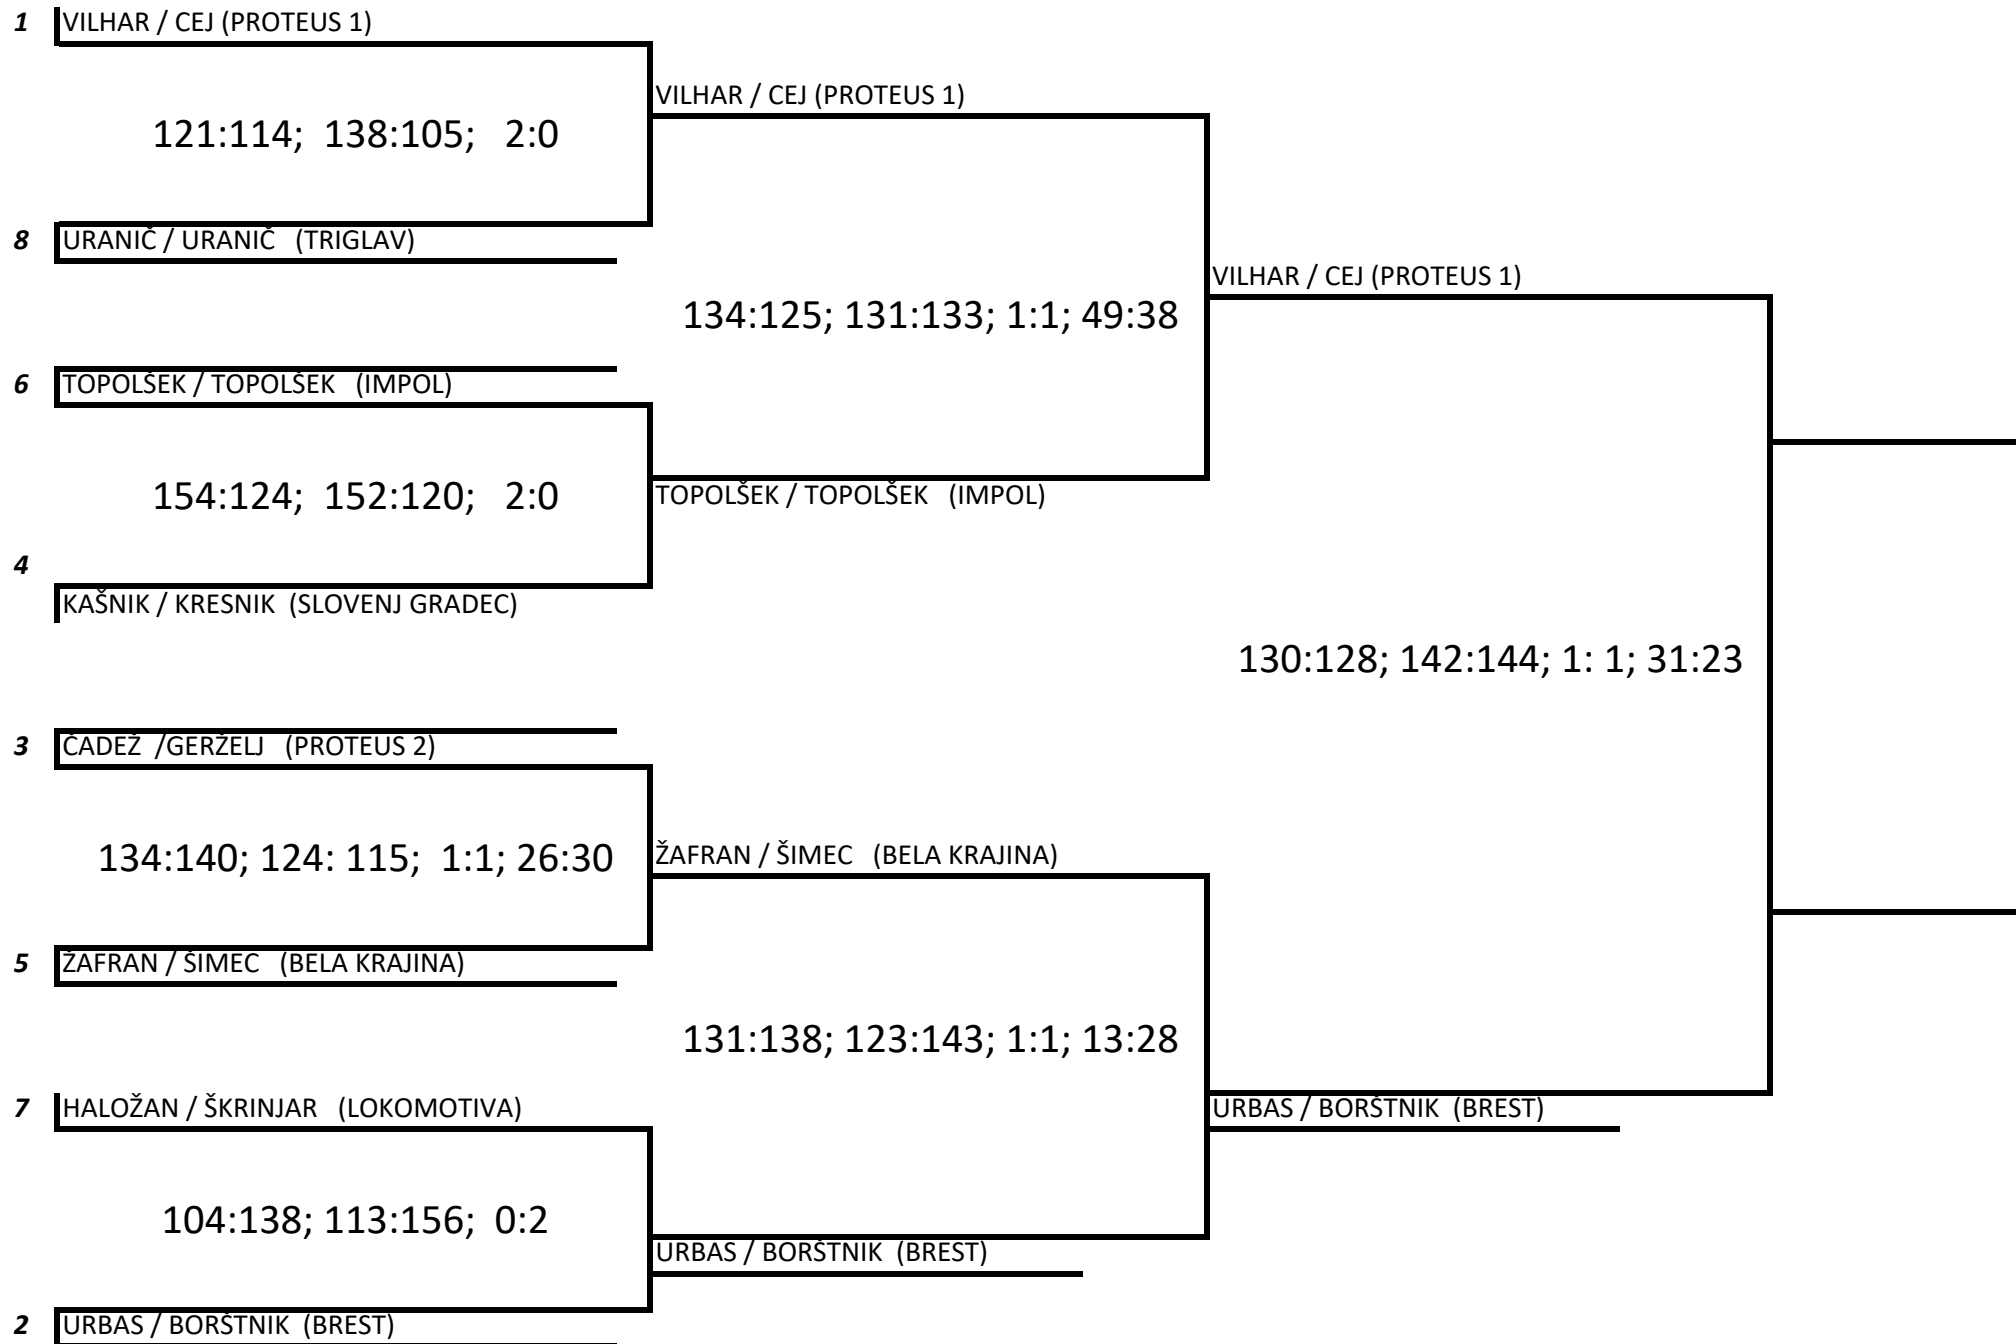 1 VILHAR / CEJ (PROTEUS 1)
VILHAR / CEJ (PROTEUS 1)
121:114; 138:105; 2:0
8 URANIČ / URANIČ (TRIGLAV)
VILHAR / CEJ (PROTEUS 1)
134:125; 131:133; 1:1; 49:38
6 TOPOLŠEK / TOPOLŠEK (IMPOL)
154:124; 152:120; 2:0
TOPOLŠEK / TOPOLŠEK (IMPOL)
4
KAŠNIK / KRESNIK (SLOVENJ GRADEC)
130:128; 142:144; 1: 1; 31:23
3 ČADEŽ /GERŽELJ (PROTEUS 2)
134:140; 124: 115; 1:1; 26:30
ŽAFRAN / ŠIMEC (BELA KRAJINA)
5 ŽAFRAN / ŠIMEC (BELA KRAJINA)
131:138; 123:143; 1:1; 13:28
7 HALOŽAN / ŠKRINJAR (LOKOMOTIVA)
URBAS / BORŠTNIK (BREST)
104:138; 113:156; 0:2
URBAS / BORŠTNIK (BREST)
2 URBAS / BORŠTNIK (BREST)